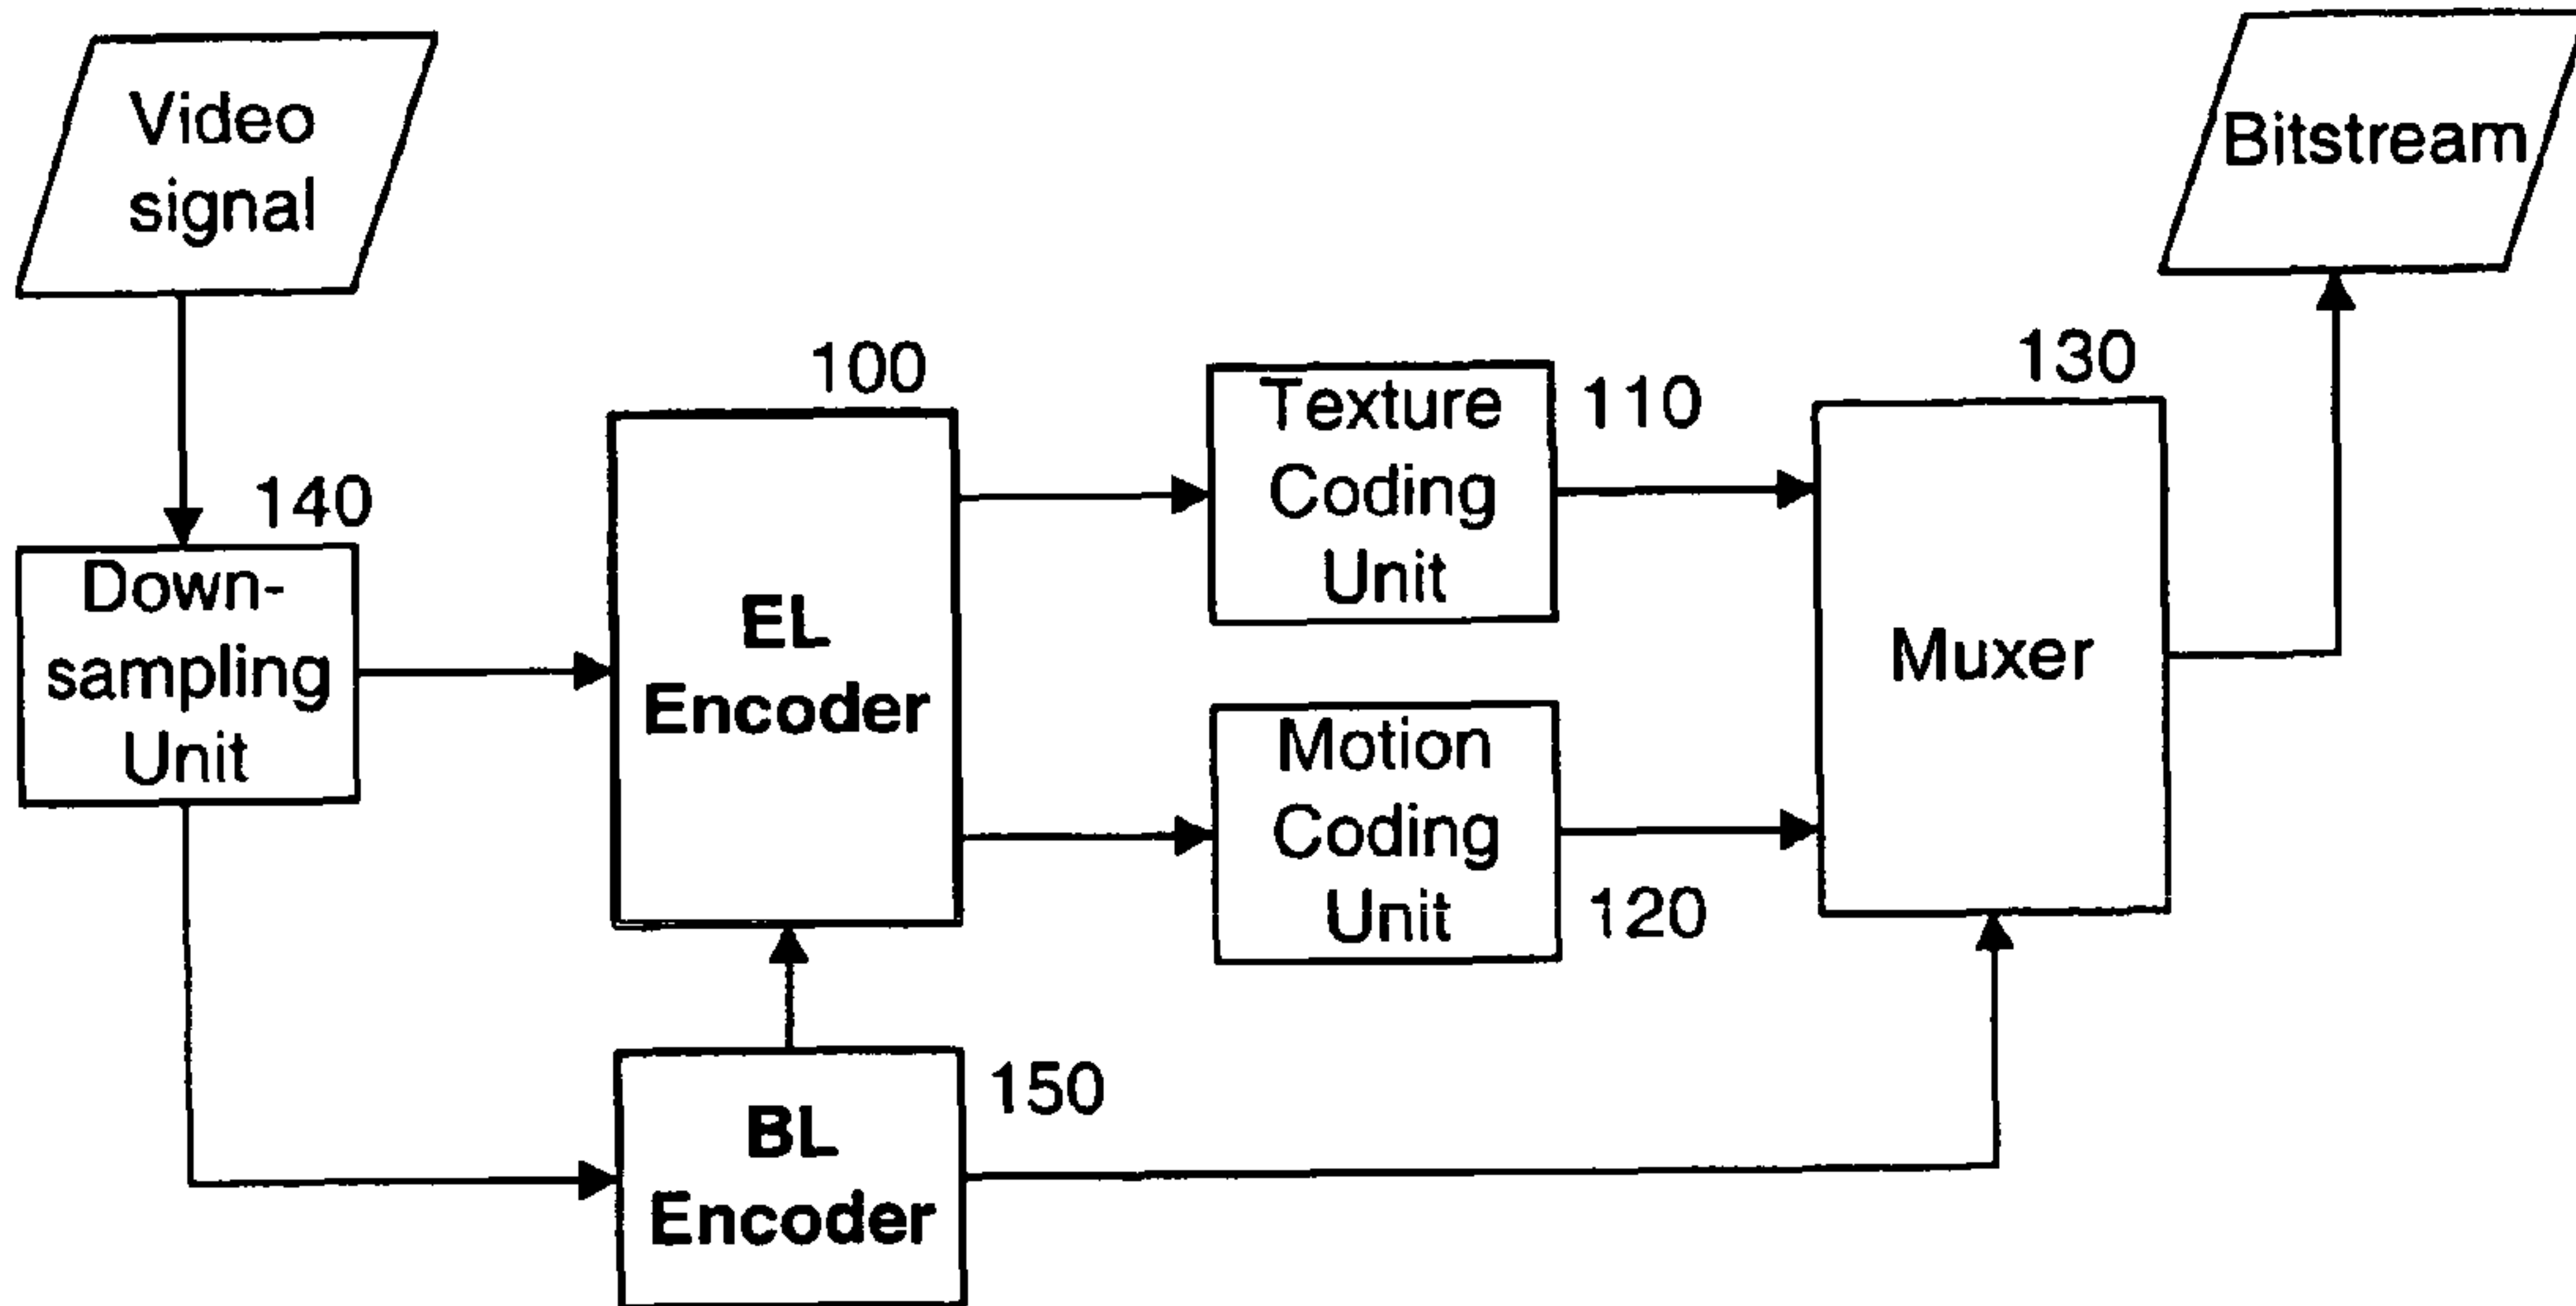 Video
signal
Bitstream
100
Texture
Coding
Unit
110
130
140
Down-
sampling
Unit
EL
Encoder
Muxer
Motion
Coding
Unit
120
150
BL
Encoder